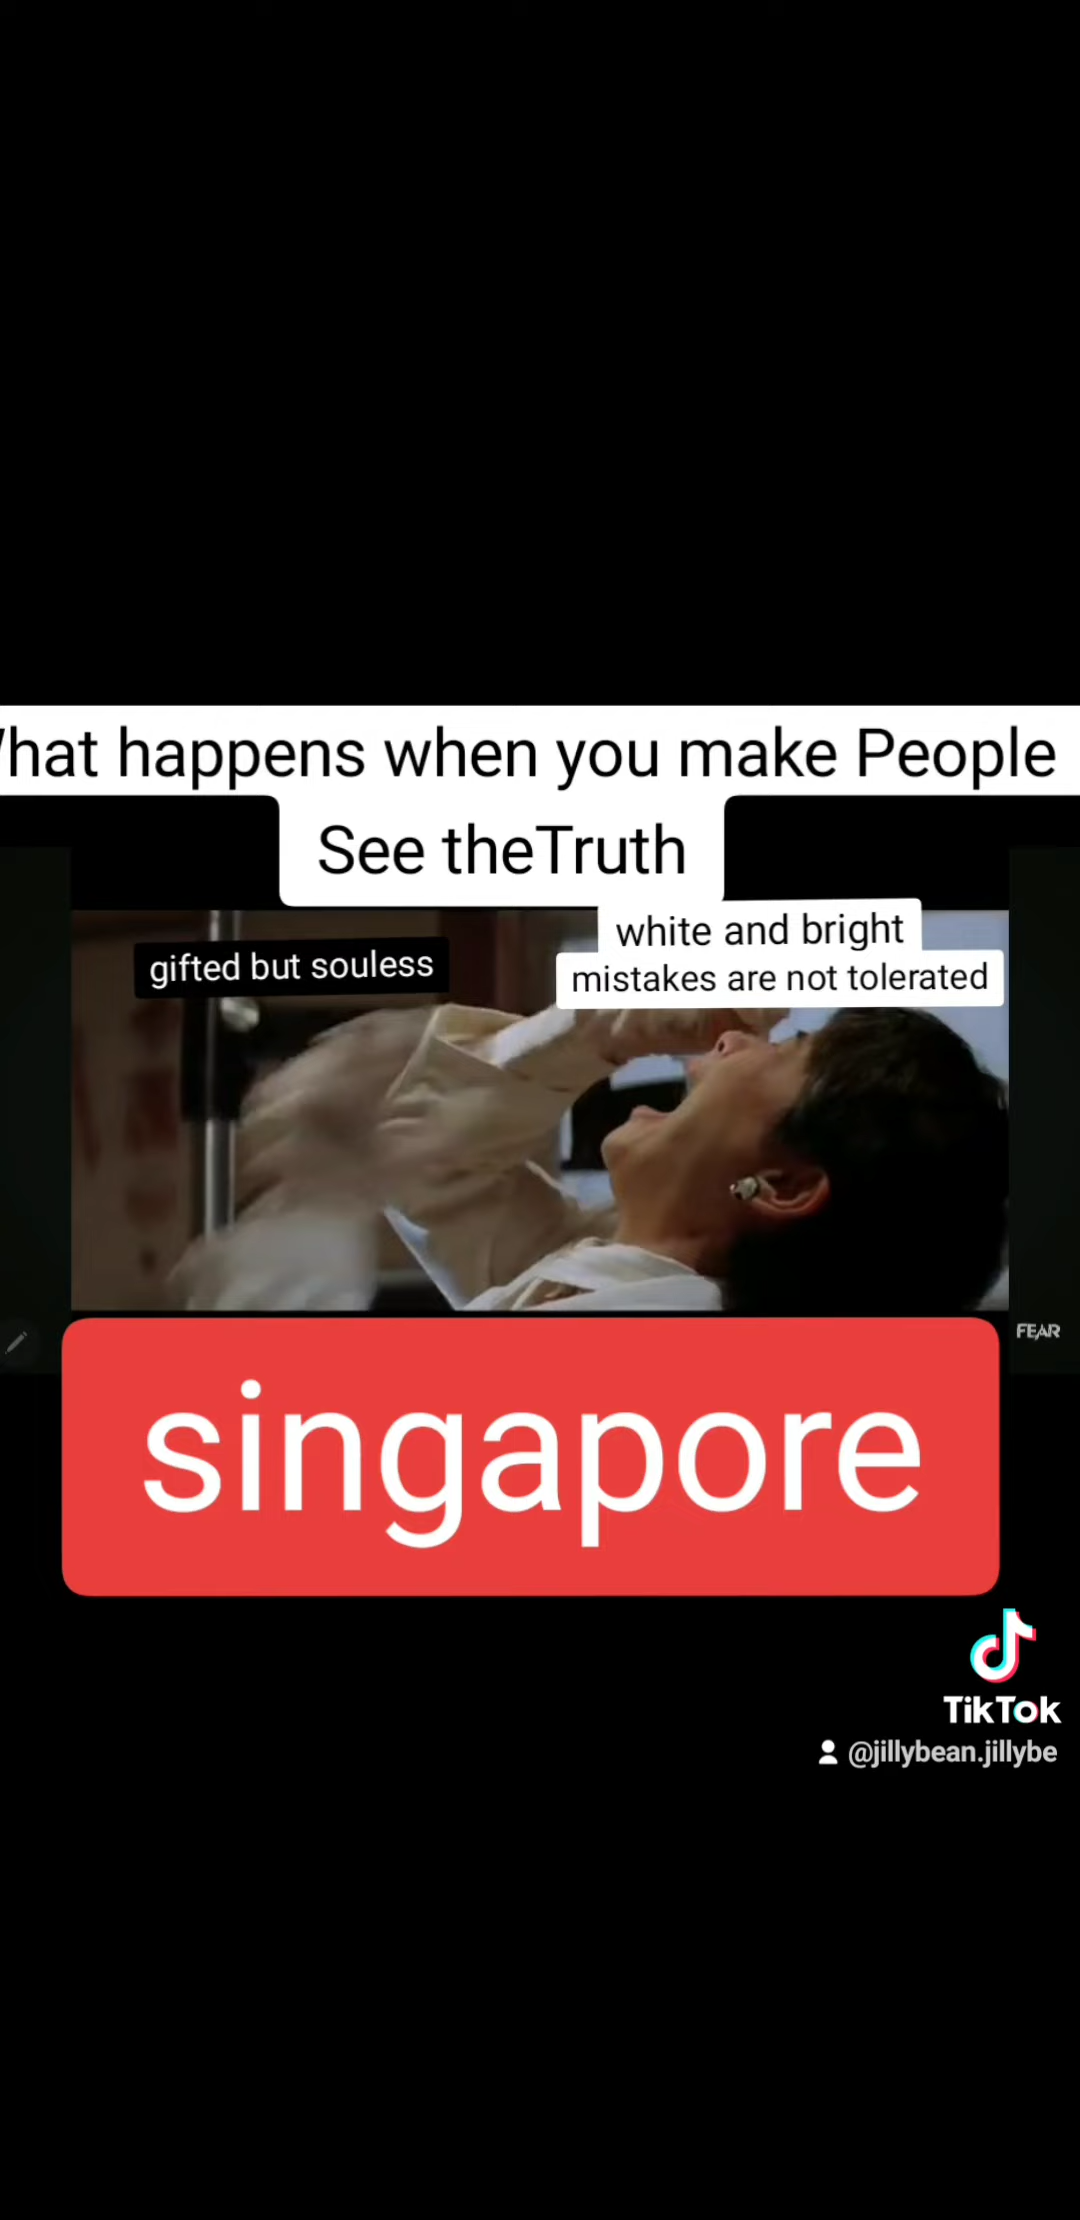 hat happens when you make People
See theTruth
white and bright
gifted but souless
mistakes are not tolerated
FEAR
singapore
TikTok
@jillybean.jillybe